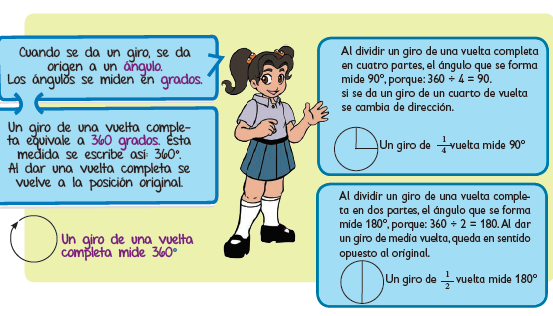 Cuando se da un giro, se da
origen a un ángulo.
Los ángulos se miden en grados.
Un giro de una vuelta comple-
ta equivale a 360 grados. Esta
medida se escribe así: 360°.
Al dar una vuelta completa se
vuelve a la posición original.
Un giro de una vuelta
completa mide 360°
Al dividir un giro de una vuelta completa
en cuatro partes, el ángulo que se forma
mide 90°, porque: 360 ÷ 4 = 90.
si se da un giro de un cuarto de vuelta
se cambia de dirección.
Un giro de 1/4 vuelta mide 90°
Al dividir un giro de una vuelta comple-
ta en dos partes, el ángulo que se forma
mide 180°, porque: 360 ÷ 2 = 180. Al dar
un giro de media vuelta, queda en sentido
opuesto al original.
Un giro de 1/2 vuelta mide 180°